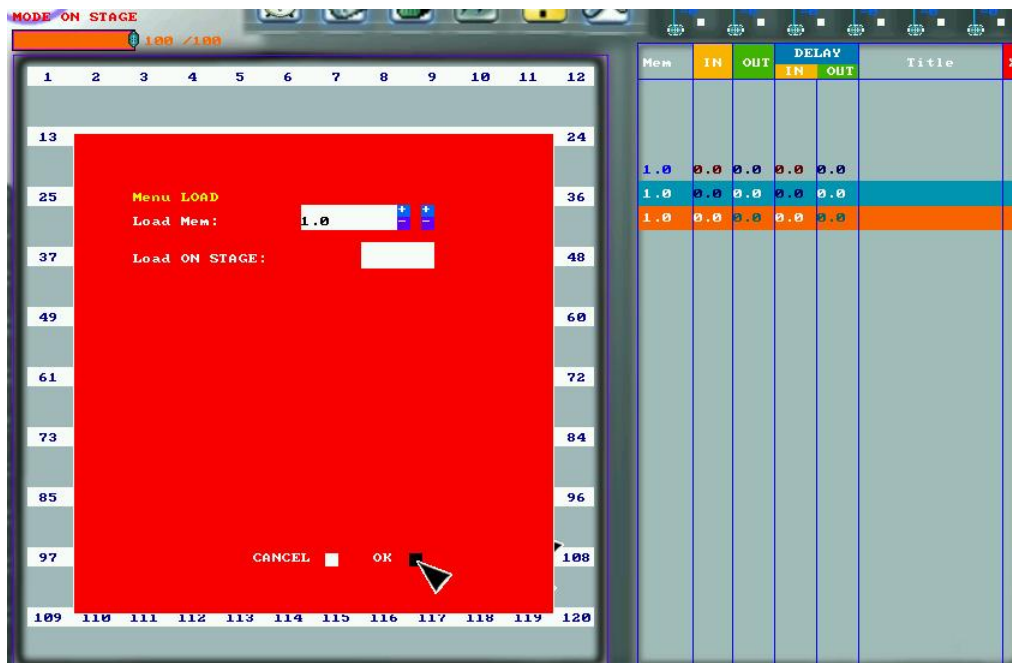 MODE ON STAGE
100 /100
1 2 3 4 5 6 7 8 9 10 11 12
13 24
25 36
37 48
49 60
61 72
73 84
85 96
97 108
109 110 111 112 113 114 115 116 117 118 119 120
Menu LOAD
Load Mem: 1.0 + +
- -
Load ON STAGE:
CANCEL OK
Mem IN OUT DELAY Title
IN OUT
1.0 0.0 0.0 0.0 0.0
1.0 0.0 0.0 0.0 0.0
1.0 0.0 0.0 0.0 0.0